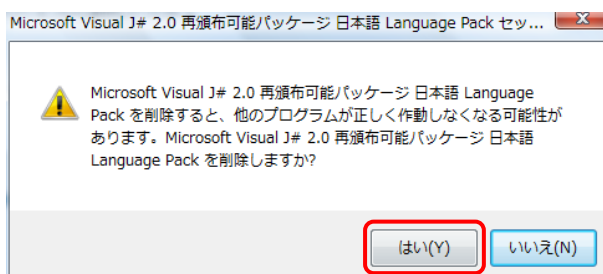 Microsoft Visual J# 2.0 再頒布可能パッケージ 日本語 Language Pack セッ...
Microsoft Visual J# 2.0 再頒布可能パッケージ 日本語 Language
Pack を削除すると、他のプログラムが正しく作動しなくなる可能性が
あります。Microsoft Visual J# 2.0 再頒布可能パッケージ 日本語
Language Pack を削除しますか?
はい(Y)
いいえ(N)